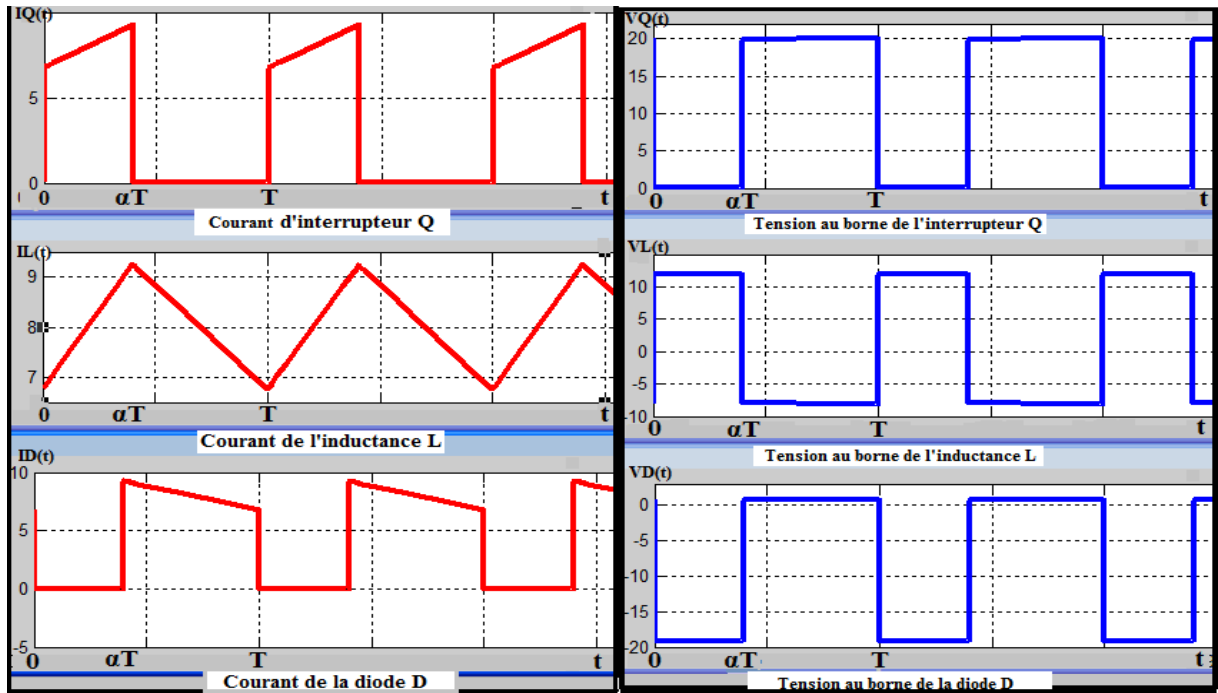 IQ(t)
10
5
0
0 αT T t
Courant d'interrupteur Q
IL(t)
9
8
7
0 αT T t
Courant de l'inductance L
ID(t)
10
5
0
-5
0 αT T t
Courant de la diode D
VQ(t)
20
15
10
5
0
0 αT T t
Tension au borne de l'interrupteur Q
VL(t)
10
5
0
-5
-10
0 αT T t
Tension au borne de l'inductance L
VD(t)
0
-5
-10
-15
-20
0 αT T t
Tension au borne de la diode D